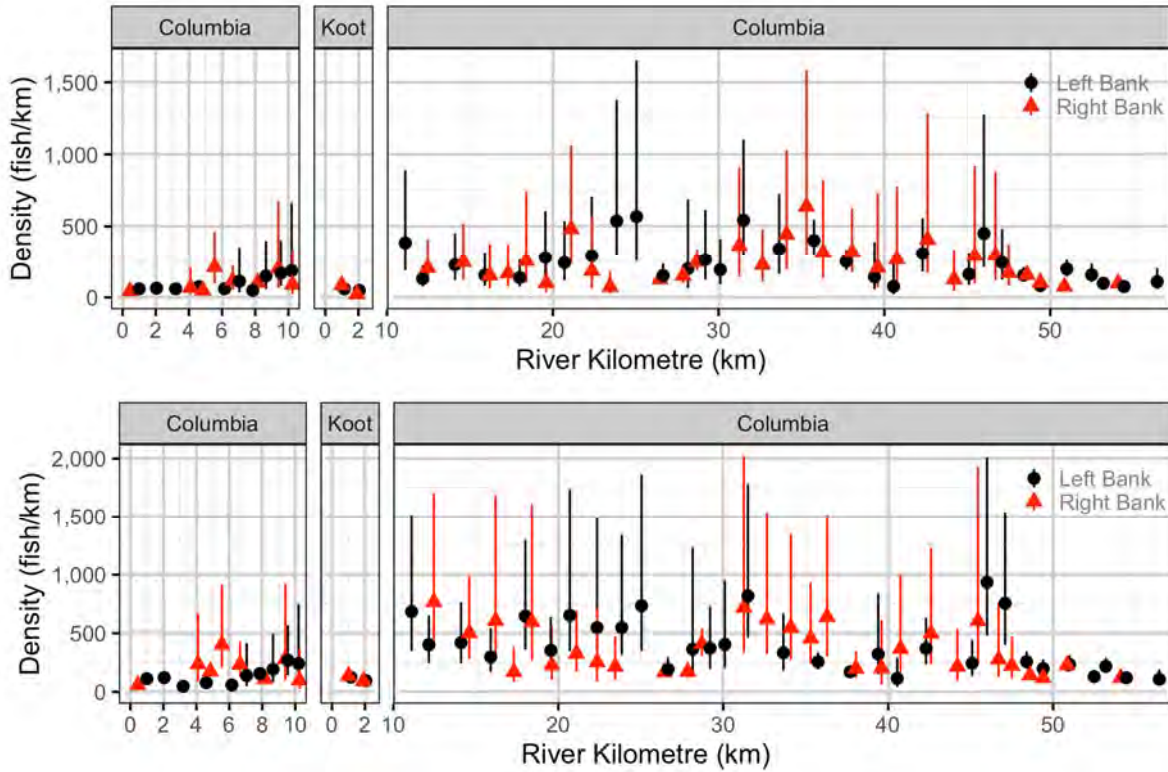 Columbia Koot Columbia
Density (fish/km)
1,500
1,000
500
0
Left Bank
Right Bank
0 2 4 6 8 10 0 1 2 10 20 30 40 50
River Kilometre (km)
Columbia Koot Columbia
Density (fish/km)
2,000
1,500
1,000
500
0
Left Bank
Right Bank
0 2 4 6 8 10 0 1 2 10 20 30 40 50
River Kilometre (km)